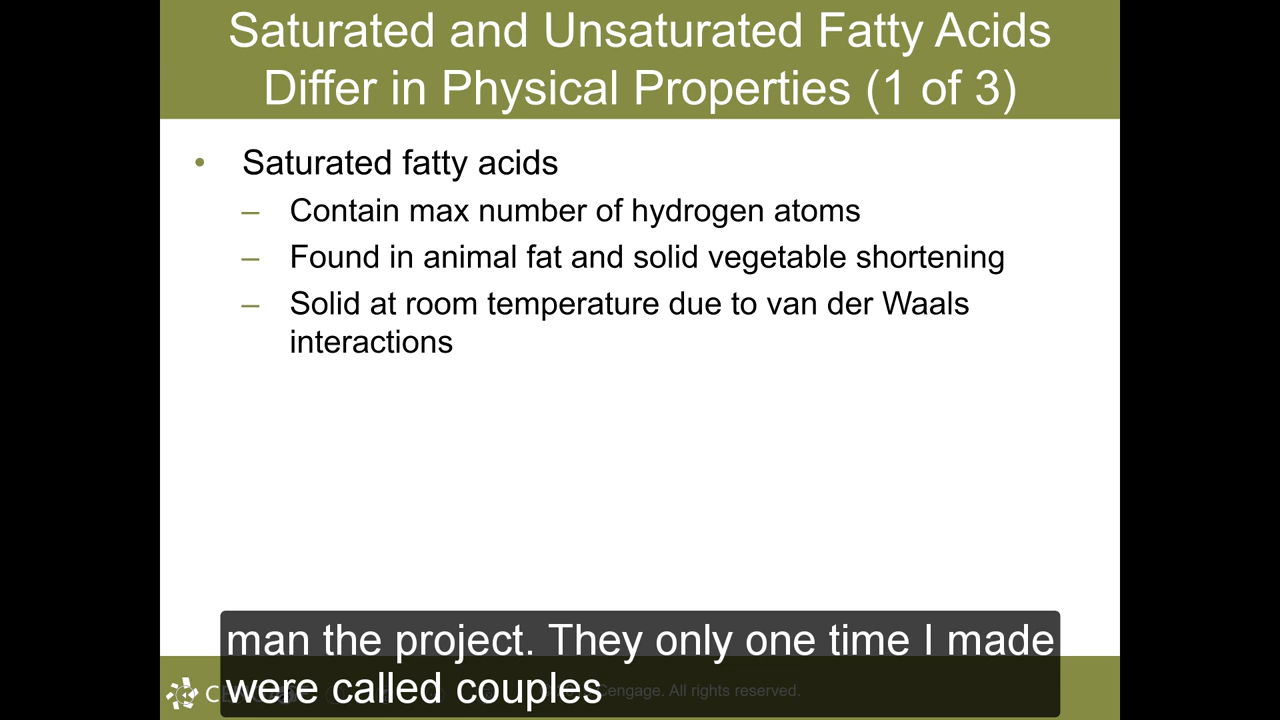 Saturated and Unsaturated Fatty Acids
Differ in Physical Properties (1 of 3)
• Saturated fatty acids
– Contain max number of hydrogen atoms
– Found in animal fat and solid vegetable shortening
– Solid at room temperature due to van der Waals
interactions
man the project. They only one time I made
were called couples
Cengage. All rights reserved.